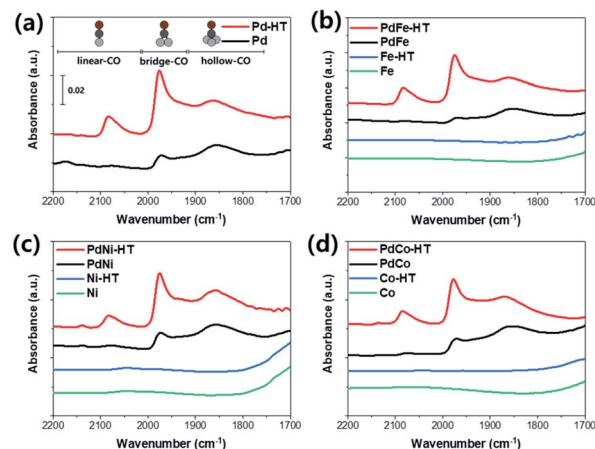 (a)
Pd-HT
Pd
linear-CO
bridge-CO
hollow-CO
0.02
Absorbance (a.u.)
2200 2100 2000 1900 1800 1700
Wavenumber (cm-1)
(b)
PdFe-HT
PdFe
Fe-HT
Fe
Absorbance (a.u.)
2200 2100 2000 1900 1800 1700
Wavenumber (cm-1)
(c)
PdNi-HT
PdNi
Ni-HT
Ni
Absorbance (a.u.)
2200 2100 2000 1900 1800 1700
Wavenumber (cm-1)
(d)
PdCo-HT
PdCo
Co-HT
Co
Absorbance (a.u.)
2200 2100 2000 1900 1800 1700
Wavenumber (cm-1)